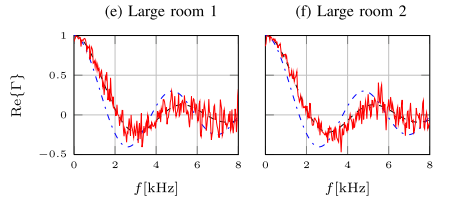 (e) Large room 1 (f) Large room 2
Re{Γ}
1
0.5
0
−0.5
0 2 4 6 8 0 2 4 6 8
f[kHz] f[kHz]